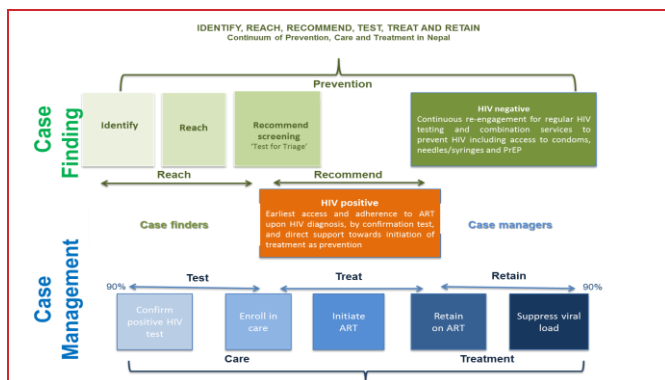 IDENTIFY, REACH, RECOMMEND, TEST, TREAT AND RETAIN
Continuum of Prevention, Care and Treatment in Nepal
Prevention
Case
Finding
Identify
Reach
Recommend
screening
'Test for Triage'
HIV negative
Continuous re-engagement for regular HIV
testing and combination services to
prevent HIV including access to condoms,
needles/syringes and PrEP
Reach
Recommend
Case finders
HIV positive
Earliest access and adherence to ART
upon HIV diagnosis, by confirmation test,
and direct support towards initiation of
treatment as prevention
Case managers
Case
Management
Test
Treat
Retain
90%
90%
Confirm
positive HIV
test
Enroll in
care
Initiate
ART
Retain
on ART
Suppress viral
load
Care
Treatment